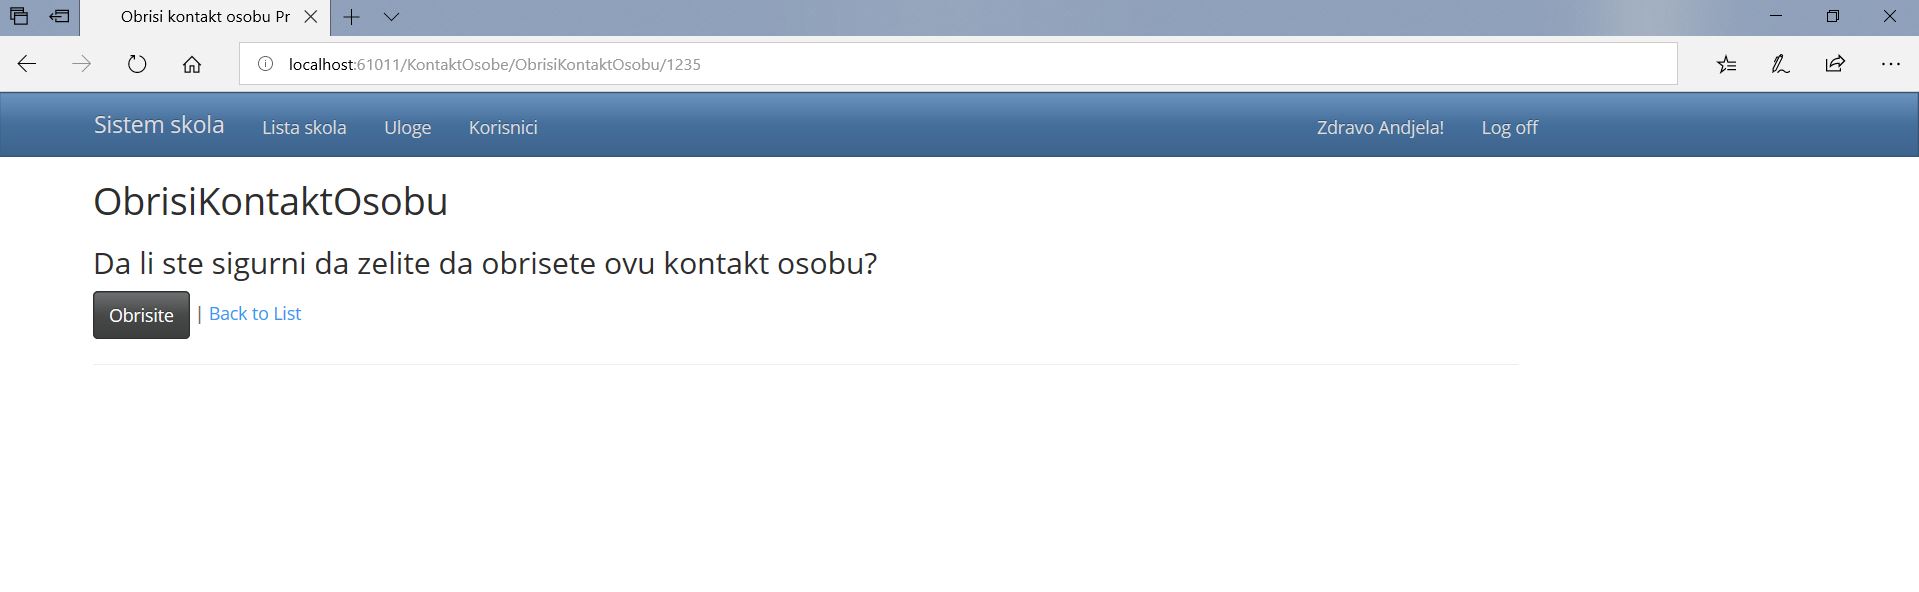 Obrisi kontakt osobu Pr
localhost:61011/KontaktOsobe/ObrisiKontaktOsobu/1235
Sistem skola Lista skola Uloge Korisnici Zdravo Andjela! Log off
ObrisiKontaktOsobu
Da li ste sigurni da zelite da obrisete ovu kontakt osobu?
Obrisite | Back to List